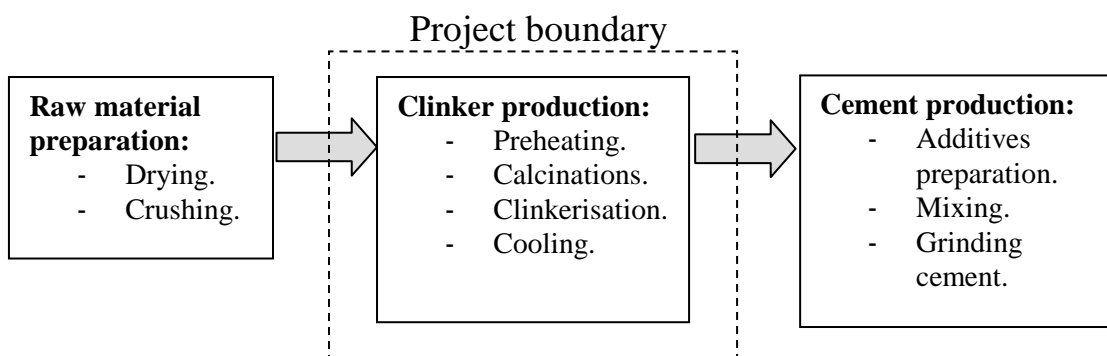 Project boundary
Raw material
preparation:
- Drying.
- Crushing.
Clinker production:
- Preheating.
- Calcinations.
- Clinkerisation.
- Cooling.
Cement production:
- Additives
preparation.
- Mixing.
- Grinding
cement.